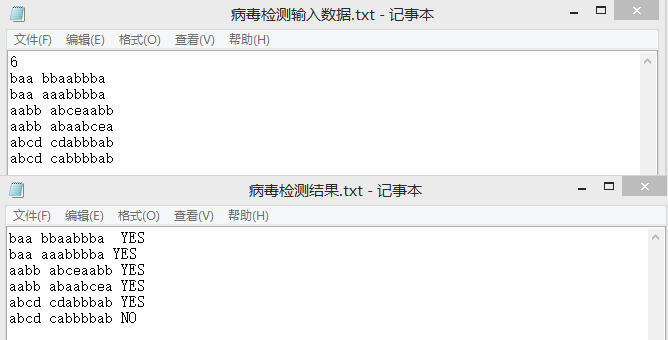 病毒检测输入数据.txt - 记事本
文件(F) 编辑(E) 格式(O) 查看(V) 帮助(H)
6
baa bbaabbba
baa aaabbbba
aabb abceaabb
aabb abaabcea
abcd cdabbbab
abcd cabbbbab
病毒检测结果.txt - 记事本
文件(F) 编辑(E) 格式(O) 查看(V) 帮助(H)
baa bbaabbba  YES
baa aaabbbba YES
aabb abceaabb YES
aabb abaabcea YES
abcd cdabbbab YES
abcd cabbbbab NO